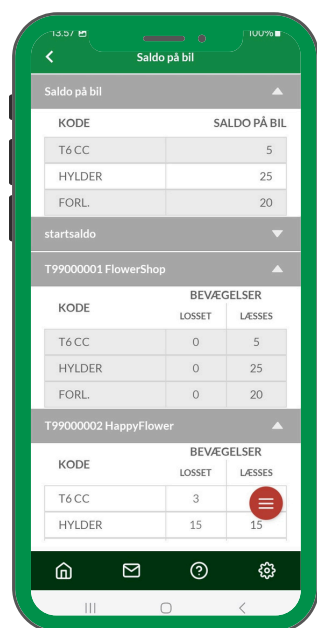 13.57 100%
Saldo på bil
Saldo på bil
KODE SALDO PÅ BIL
T6 CC 5
HYLDER 25
FORL. 20
startsaldo
T99000001 FlowerShop
KODE BEVÆGELSER
LOSSET LÆSSES
T6 CC 0 5
HYLDER 0 25
FORL. 0 20
T99000002 HappyFlower
KODE BEVÆGELSER
LOSSET LÆSSES
T6 CC 3
HYLDER 15 15